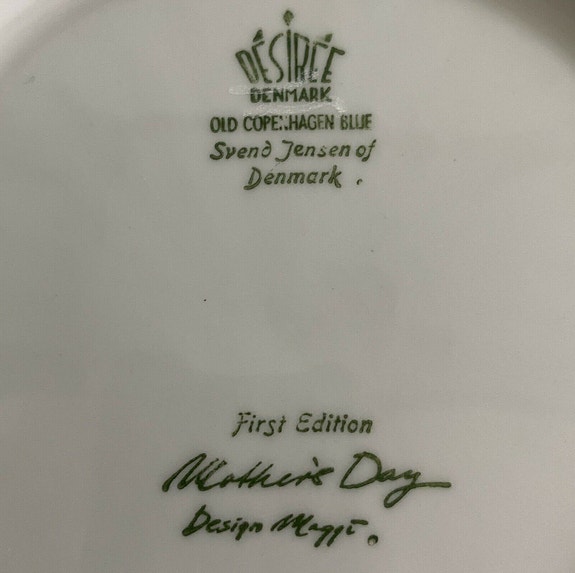 DÉSIRÉE
DENMARK
OLD COPENHAGEN BLUE
Svend Jensen of
Denmark .
First Edition
Mother's Day
Design Maggi.